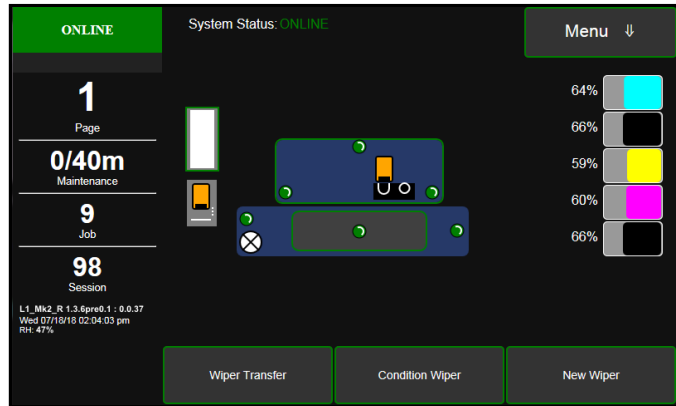 ONLINE
System Status: ONLINE
Menu ⇓
1
Page
0/40m
Maintenance
9
Job
98
Session
L1_Mk2_R 1.3.6pre0.1 : 0.0.37
Wed 07/18/18 02:04:03 pm
RH: 47%
64%
66%
59%
60%
66%
Wiper Transfer
Condition Wiper
New Wiper